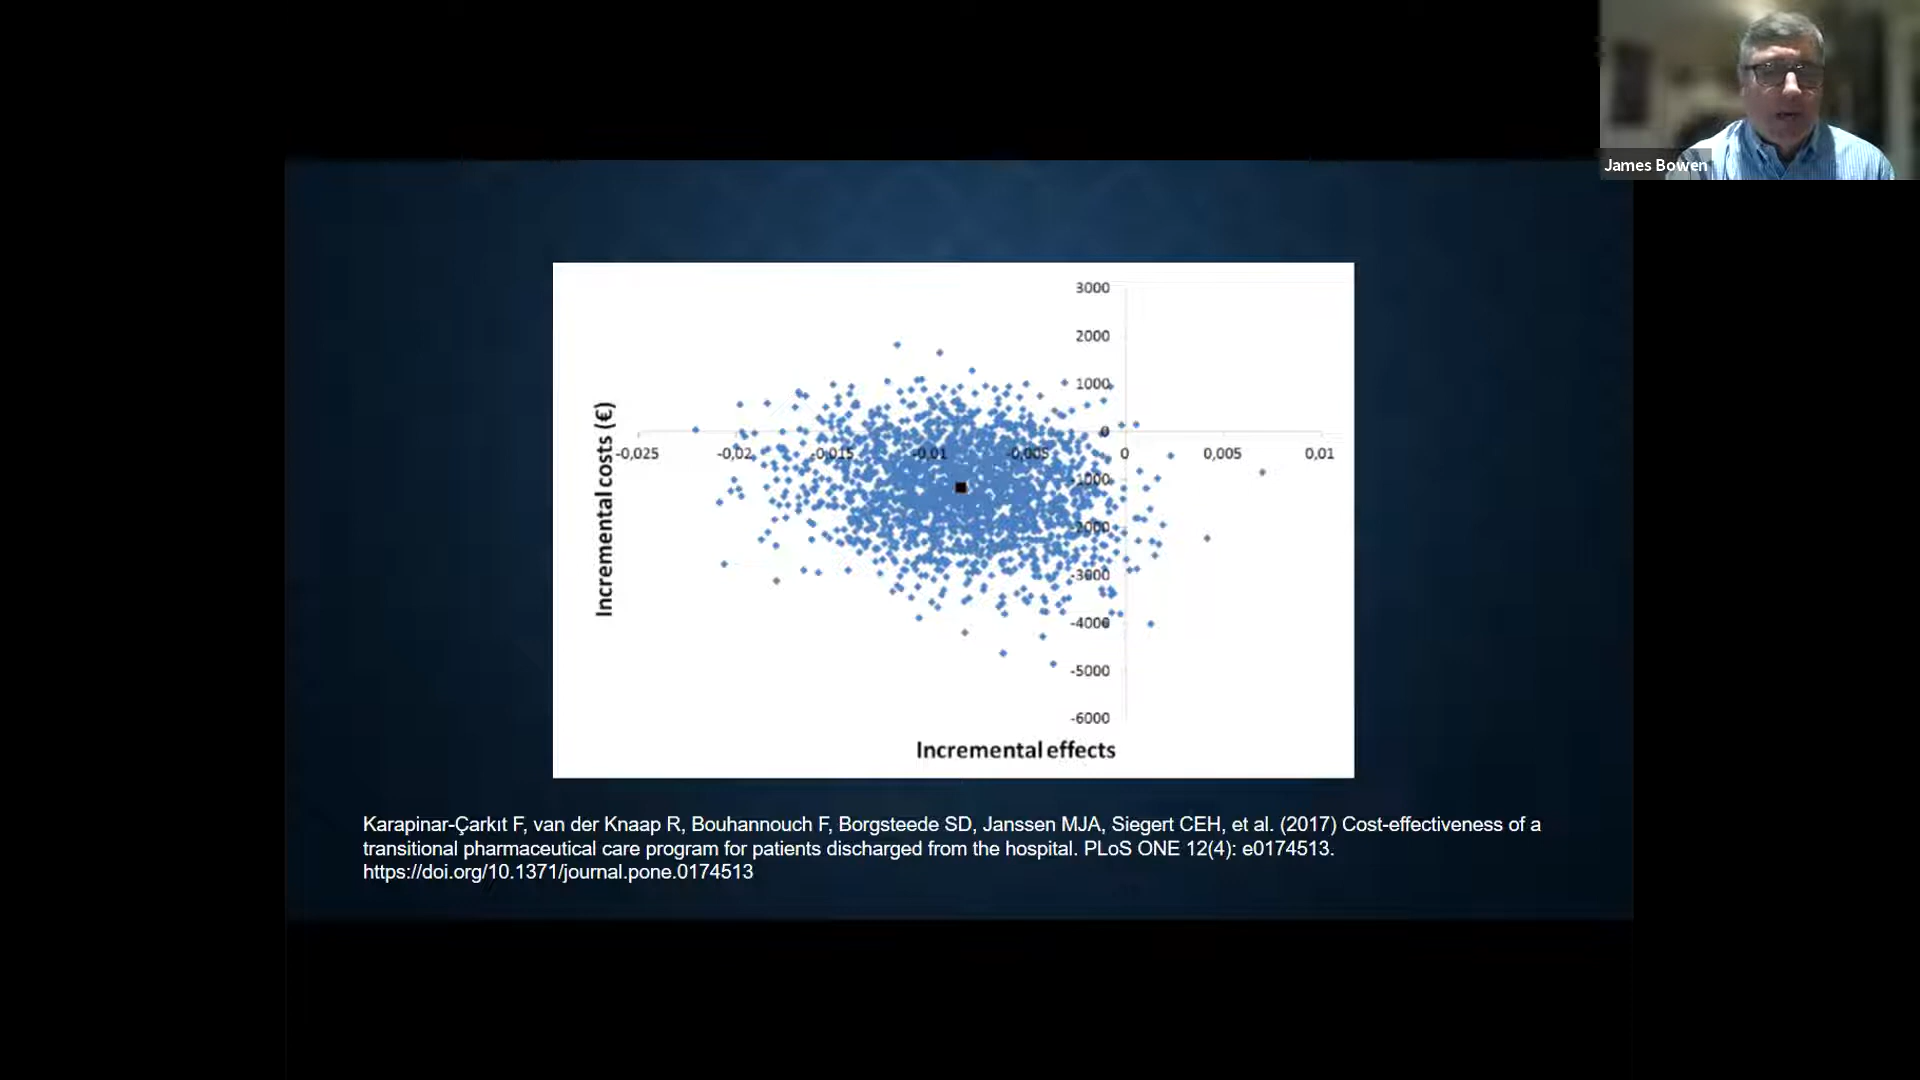 James Bowen
3000
2000
1000
0
-0,025 -0,02 -0,015 -0,01 -0,005 0 0,005 0,01
-1000
-2000
-3000
-4000
-5000
-6000
Incremental costs (€)
Incremental effects
Karapinar-Çarkıt F, van der Knaap R, Bouhannouch F, Borgsteede SD, Janssen MJA, Siegert CEH, et al. (2017) Cost-effectiveness of a
transitional pharmaceutical care program for patients discharged from the hospital. PLoS ONE 12(4): e0174513.
https://doi.org/10.1371/journal.pone.0174513